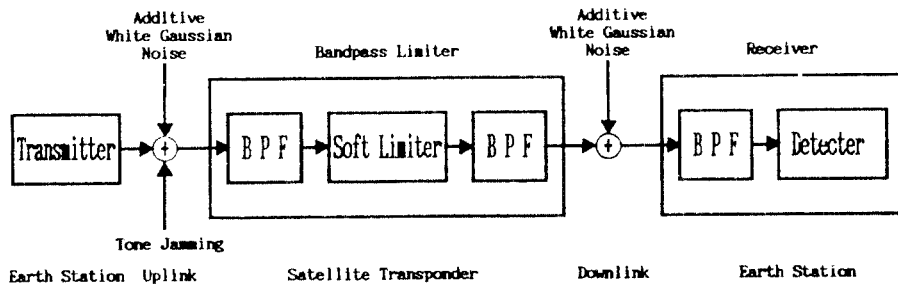 Additive
White Gaussian
Noise
Bandpass Limiter
Additive
White Gaussian
Noise
Receiver
Transmitter
+
B P F
Soft Limiter
B P F
+
B P F
Detecter
Tone Jamming
Earth Station
Uplink
Satellite Transponder
Downlink
Earth Station